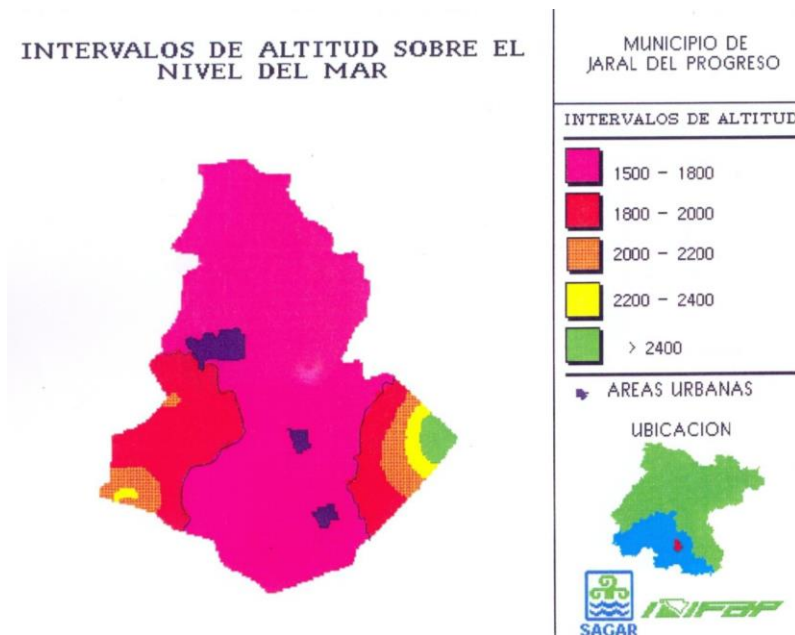 INTERVALOS DE ALTITUD SOBRE EL
NIVEL DEL MAR
MUNICIPIO DE
JARAL DEL PROGRESO
INTERVALOS DE ALTITUD
1500 - 1800
1800 - 2000
2000 - 2200
2200 - 2400
> 2400
AREAS URBANAS
UBICACION
SAGAR
INIFAP